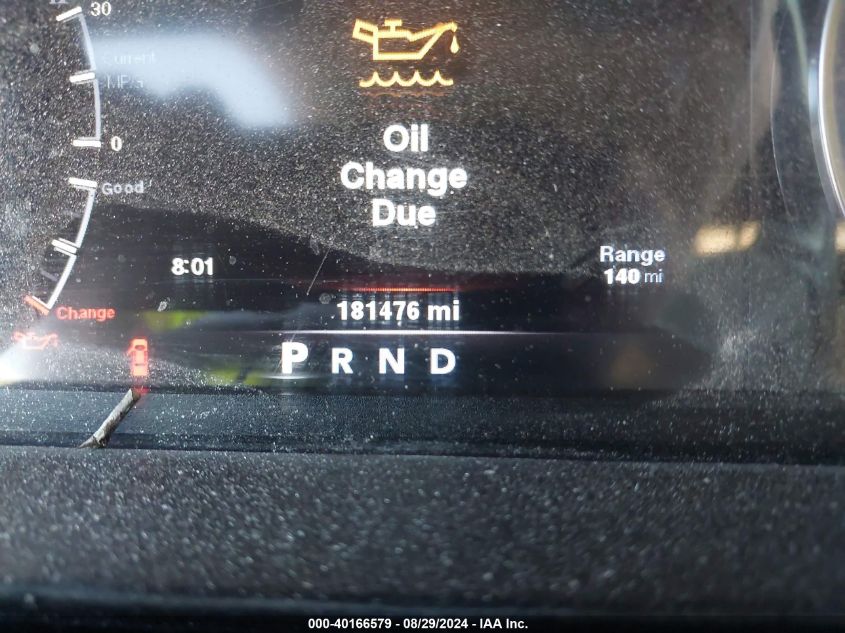 30
Current
0
Oil
Change
Due
Good
8:01
Range
140 mi
Change
181476 mi
P R N D
000-40166579 / 08/29/2024 - IAA Inc.